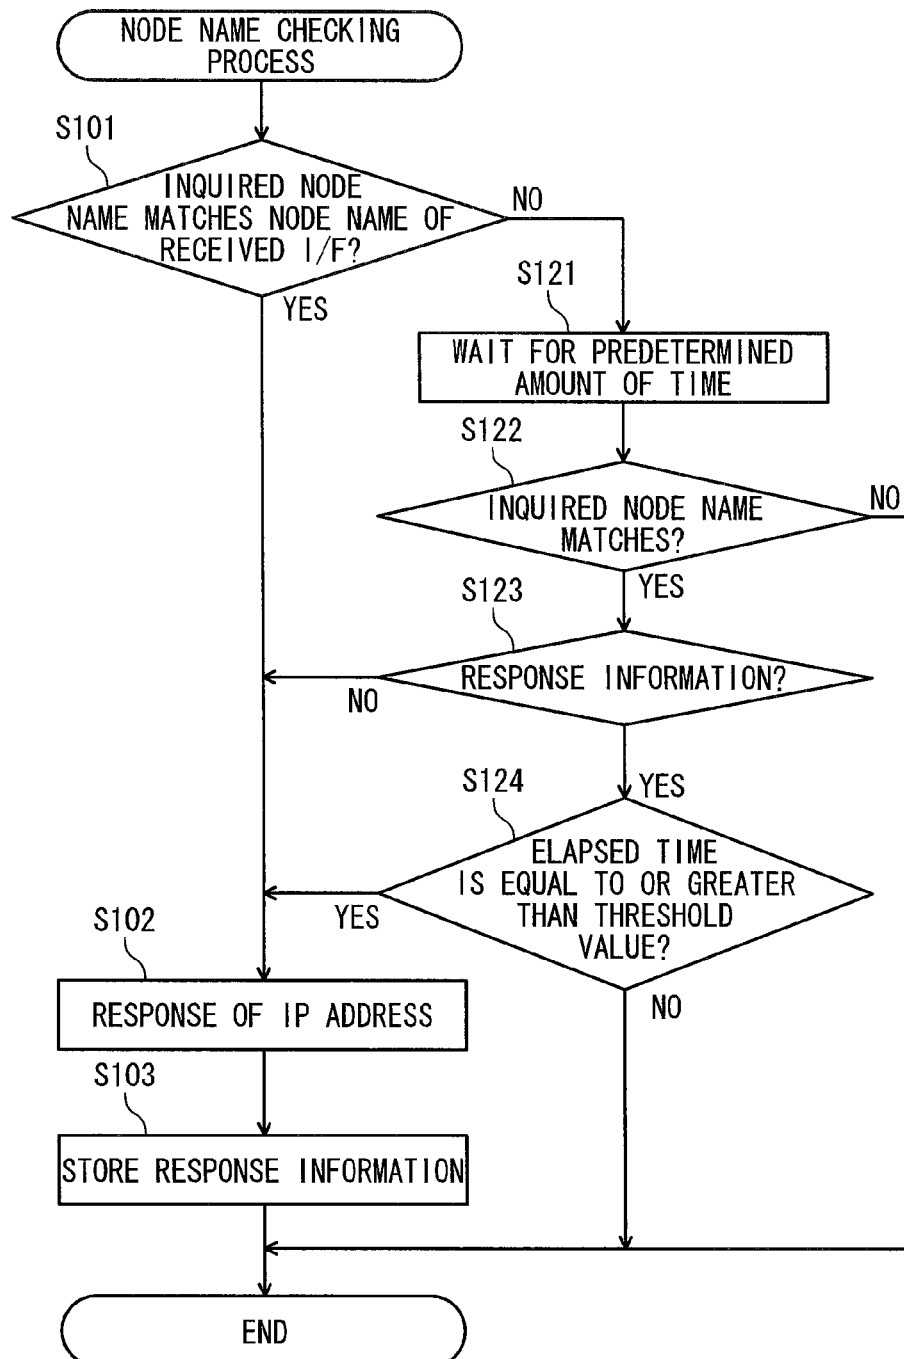 NODE NAME CHECKING
PROCESS
S101
INQUIRED NODE
NAME MATCHES NODE NAME OF
RECEIVED I/F?
NO
YES
S121
WAIT FOR PREDETERMINED
AMOUNT OF TIME
S122
INQUIRED NODE NAME
MATCHES?
NO
YES
S123
RESPONSE INFORMATION?
NO
YES
S124
ELAPSED TIME
IS EQUAL TO OR GREATER
THAN THRESHOLD
VALUE?
YES
NO
S102
RESPONSE OF IP ADDRESS
S103
STORE RESPONSE INFORMATION
END